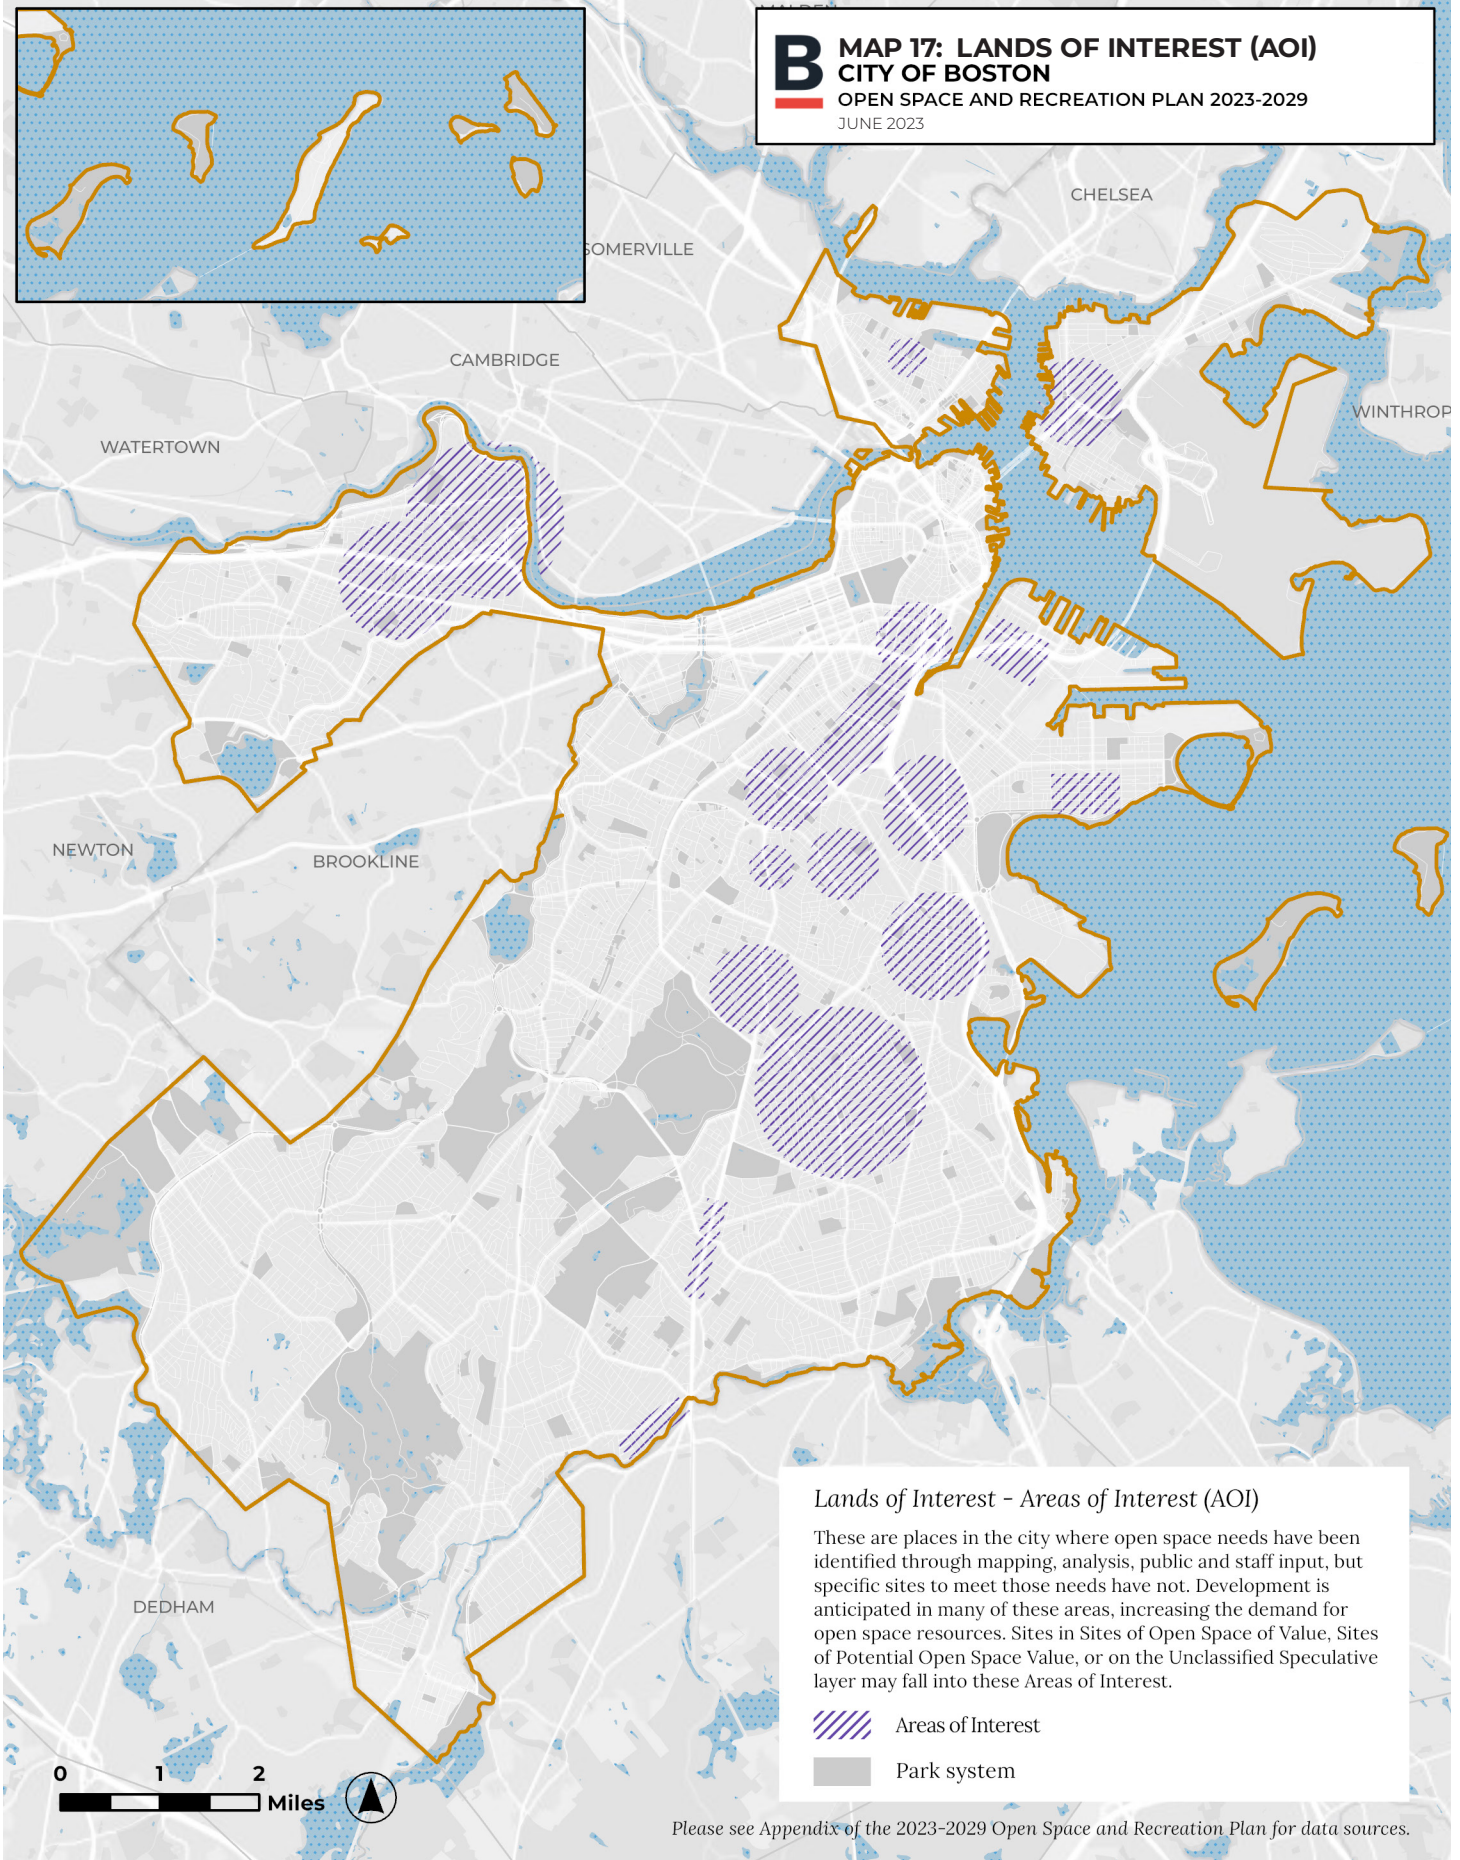 B
MAP 17: LANDS OF INTEREST (AOI)
CITY OF BOSTON
OPEN SPACE AND RECREATION PLAN 2023-2029
JUNE 2023
MALDEN
CHELSEA
SOMERVILLE
CAMBRIDGE
WINTHROP
WATERTOWN
NEWTON
BROOKLINE
DEDHAM
Lands of Interest - Areas of Interest (AOI)
These are places in the city where open space needs have been
identified through mapping, analysis, public and staff input, but
specific sites to meet those needs have not. Development is
anticipated in many of these areas, increasing the demand for
open space resources. Sites in Sites of Open Space of Value, Sites
of Potential Open Space Value, or on the Unclassified Speculative
layer may fall into these Areas of Interest.
Areas of Interest
Park system
0 1 2
Miles
Please see Appendix of the 2023-2029 Open Space and Recreation Plan for data sources.